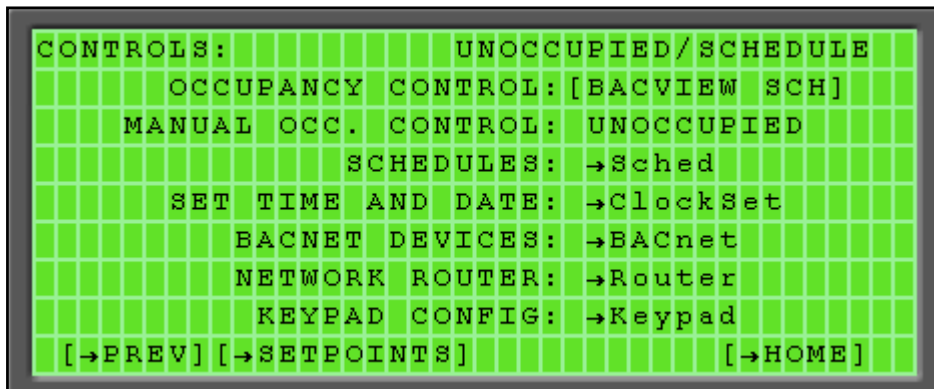 CONTROLS: UNOCCUPIED/SCHEDULE
OCCUPANCY CONTROL:[BACVIEW SCH]
MANUAL OCC. CONTROL: UNOCCUPIED
SCHEDULES: →Sched
SET TIME AND DATE: →ClockSet
BACNET DEVICES: →BACnet
NETWORK ROUTER: →Router
KEYPAD CONFIG: →Keypad
[→PREV][→SETPOINTS] [→HOME]